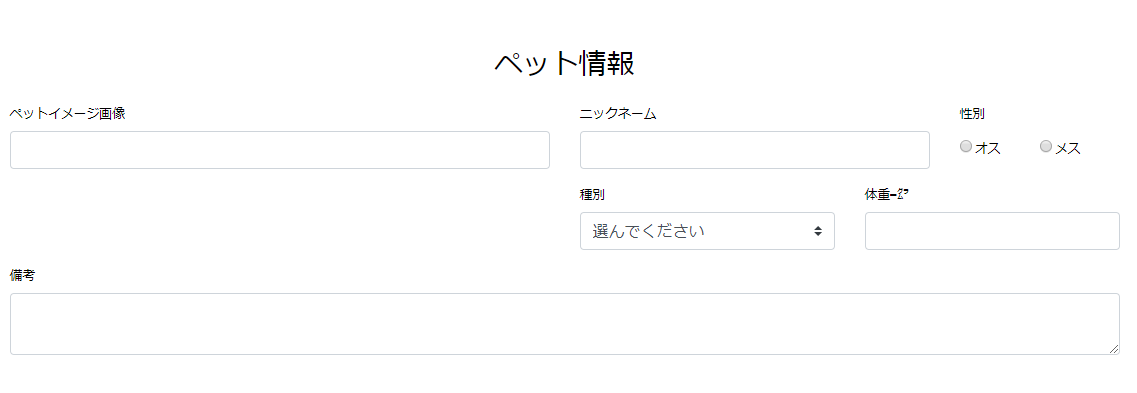 ペット情報
ペットイメージ画像
ニックネーム
性別
オス
メス
種別
体重
選んでください
備考